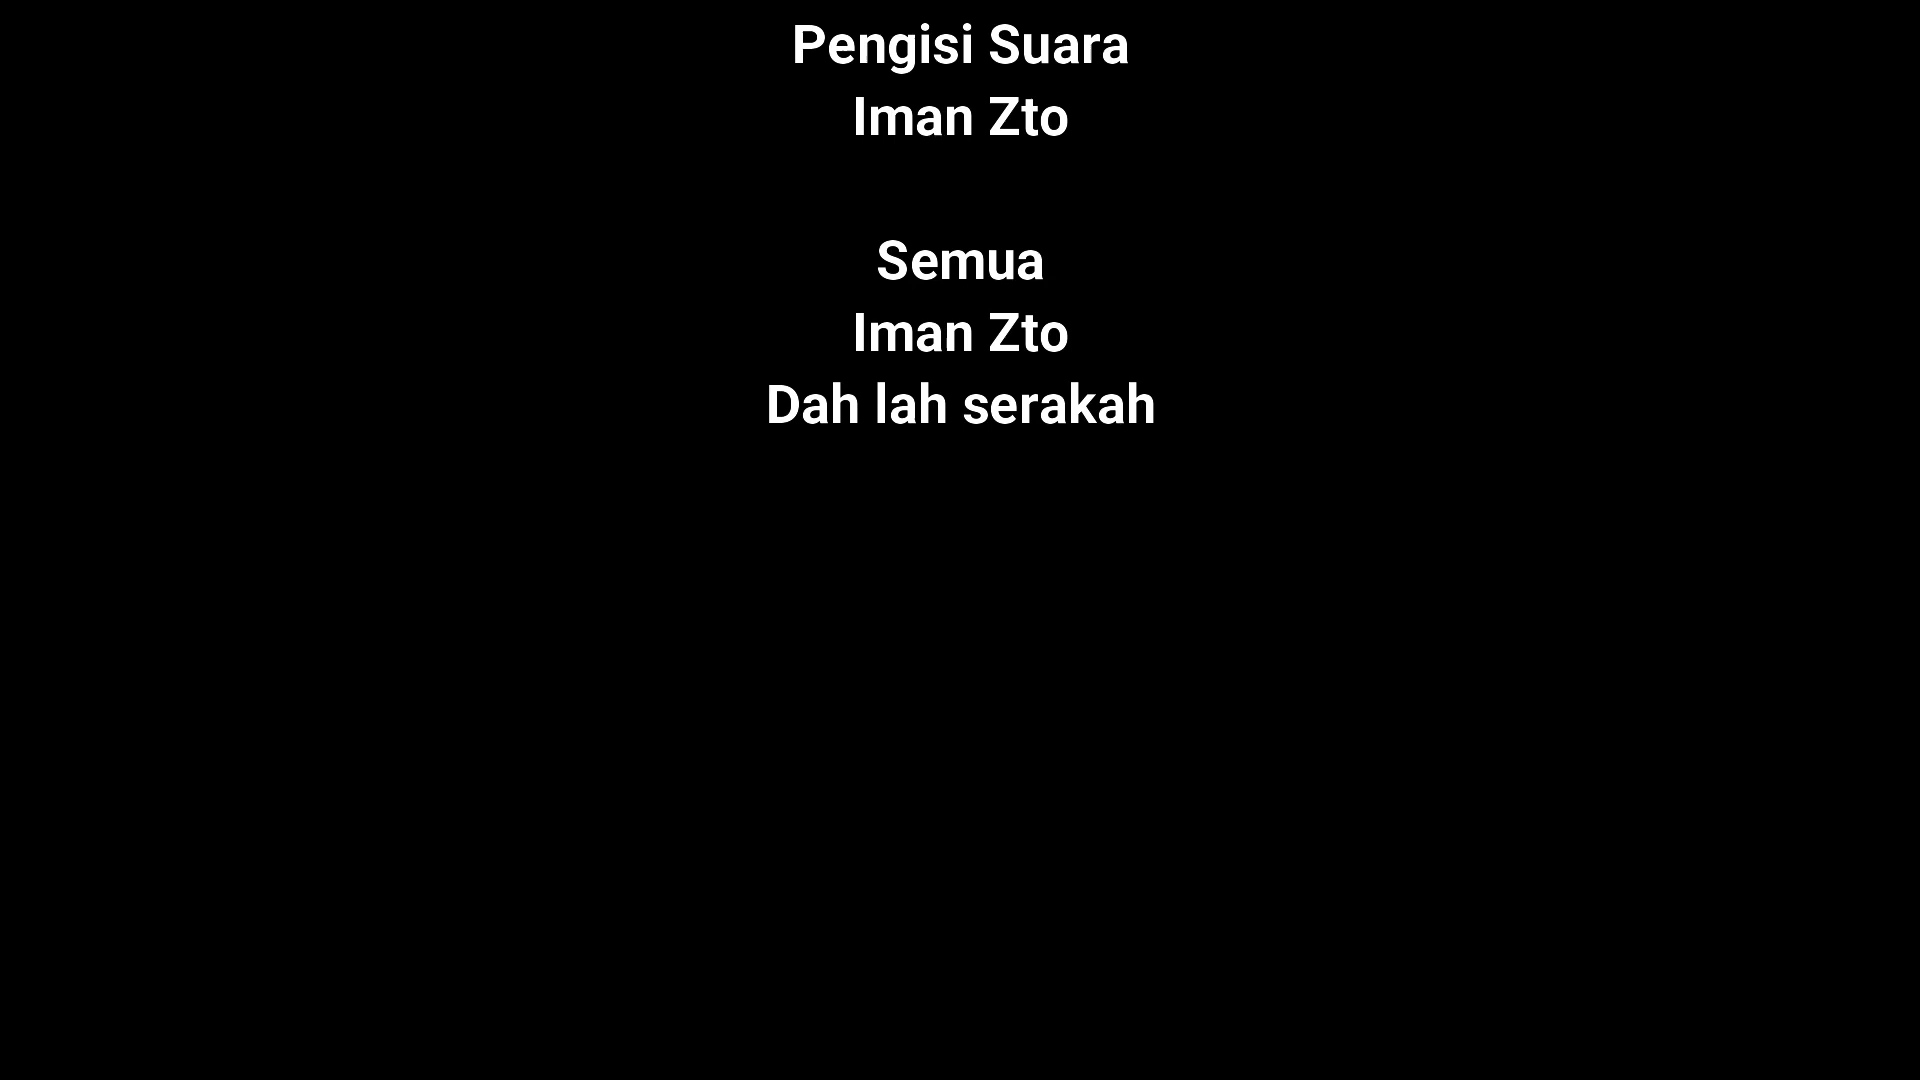 Pengisi Suara
Iman Zto
Semua
Iman Zto
Dah lah serakah